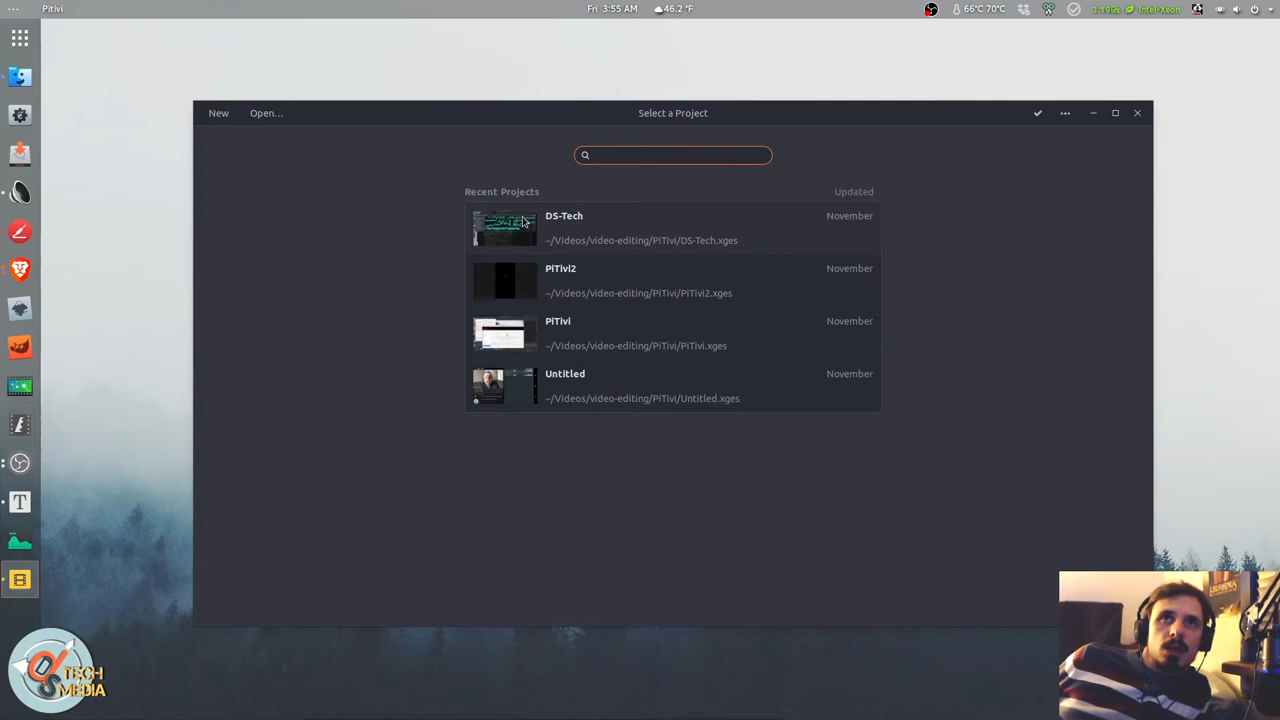 Pitivi
Fri 3:55 AM
46.2 °F
66°C 70°C
Intel-Xeon
New
Open...
Select a Project
Recent Projects
Updated
DS-Tech
November
~/Videos/video-editing/PiTivi/DS-Tech.xges
PiTivi2
November
~/Videos/video-editing/PiTivi/PiTivi2.xges
PiTivi
November
~/Videos/video-editing/PiTivi/PiTivi.xges
Untitled
November
~/Videos/video-editing/PiTivi/Untitled.xges
T
DS
TECH
MEDIA